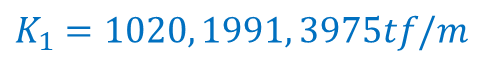 K₁ = 1020, 1991, 3975tf/m